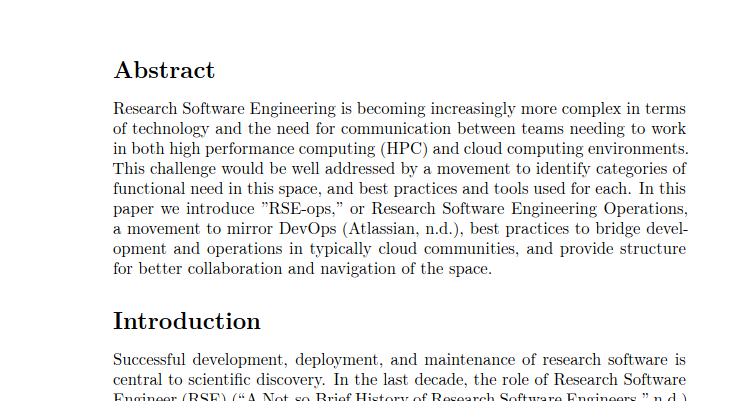 Abstract
Research Software Engineering is becoming increasingly more complex in terms
of technology and the need for communication between teams needing to work
in both high performance computing (HPC) and cloud computing environments.
This challenge would be well addressed by a movement to identify categories of
functional need in this space, and best practices and tools used for each. In this
paper we introduce ”RSE-ops,” or Research Software Engineering Operations,
a movement to mirror DevOps (Atlassian, n.d.), best practices to bridge devel-
opment and operations in typically cloud communities, and provide structure
for better collaboration and navigation of the space.
Introduction
Successful development, deployment, and maintenance of research software is
central to scientific discovery. In the last decade, the role of Research Software
Engineer (RSE) (“A Not-so Brief History of Research Software Engineers,” n.d.)